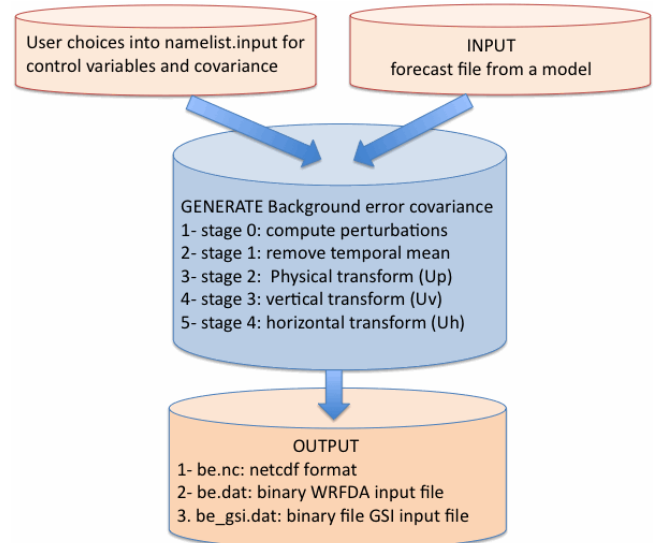 User choices into namelist.input for
control variables and covariance
INPUT
forecast file from a model
GENERATE Background error covariance
1- stage 0: compute perturbations
2- stage 1: remove temporal mean
3- stage 2:  Physical transform (Up)
4- stage 3: vertical transform (Uv)
5- stage 4: horizontal transform (Uh)
OUTPUT
1- be.nc: netcdf format
2- be.dat: binary WRFDA input file
3. be_gsi.dat: binary file GSI input file